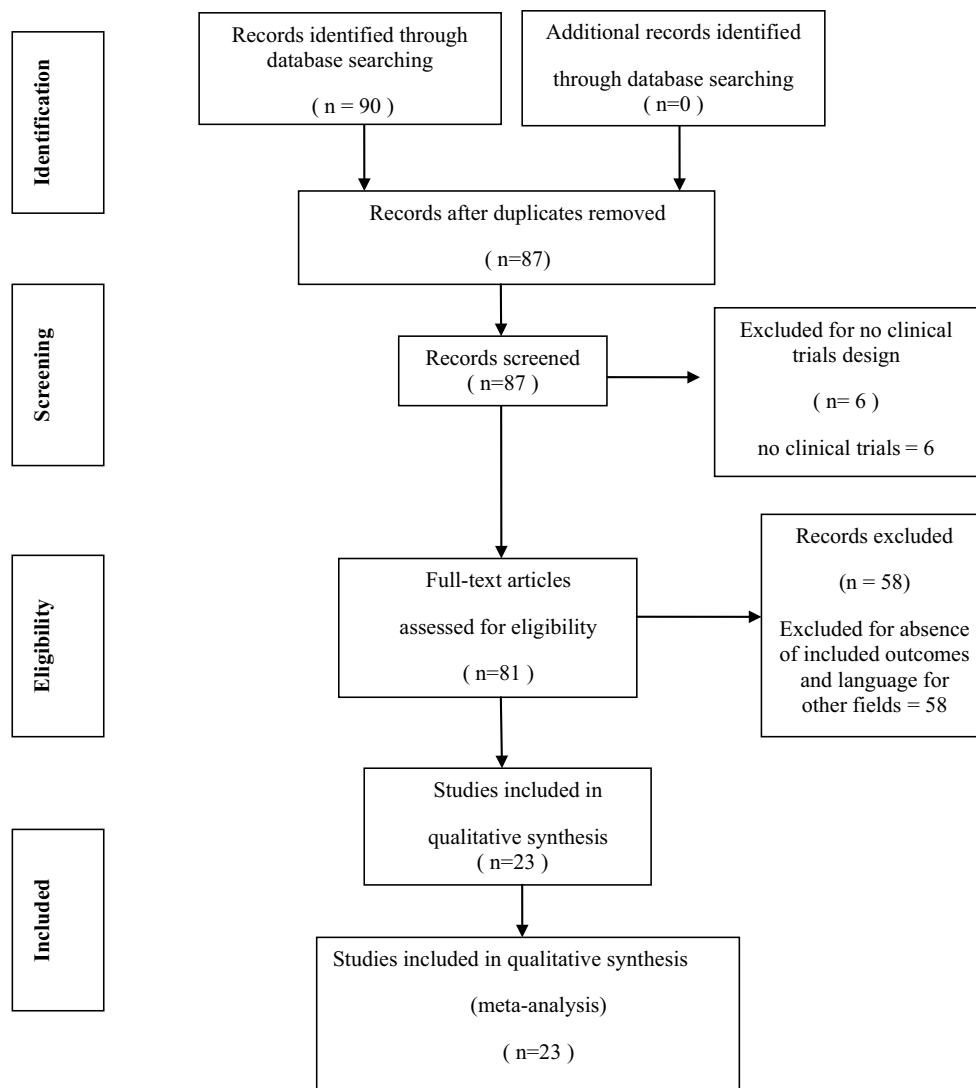 Identification
Records identified through
database searching
( n = 90 )
Additional records identified
through database searching
( n=0 )
Records after duplicates removed
( n=87)
Screening
Records screened
( n=87 )
Excluded for no clinical
trials design
( n= 6 )
no clinical trials = 6
Eligibility
Full-text articles
assessed for eligibility
( n=81 )
Records excluded
(n = 58)
Excluded for absence
of included outcomes
and language for
other fields = 58
Included
Studies included in
qualitative synthesis
( n=23 )
Studies included in qualitative synthesis
(meta-analysis)
( n=23 )